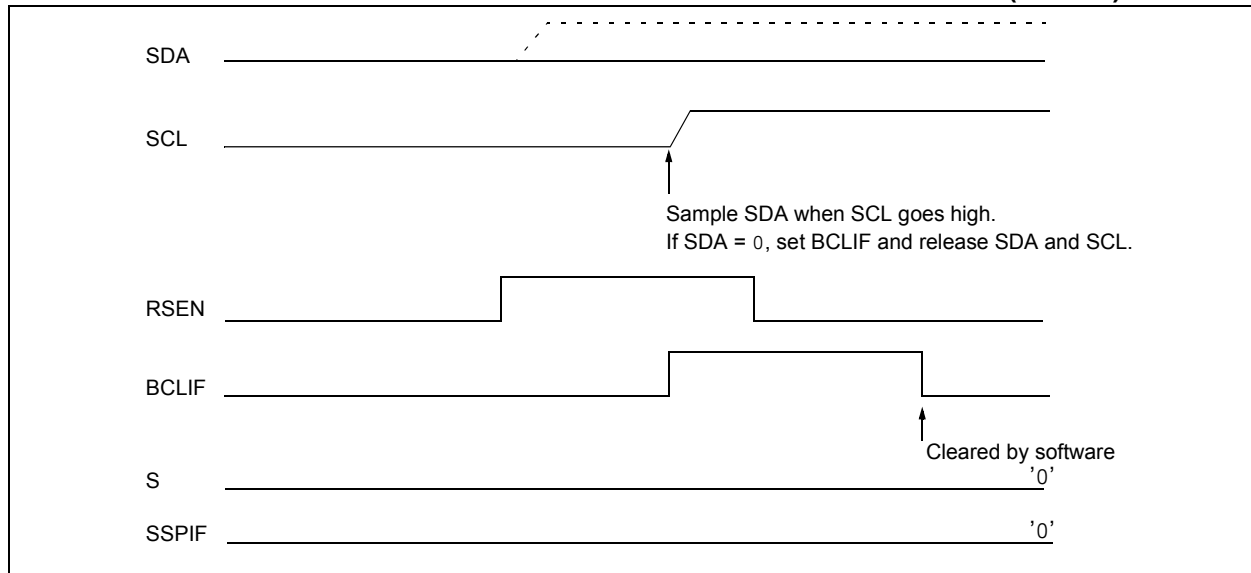 SDA
SCL
Sample SDA when SCL goes high.
If SDA = 0, set BCLIF and release SDA and SCL.
RSEN
BCLIF
Cleared by software
S '0'
SSPIF '0'